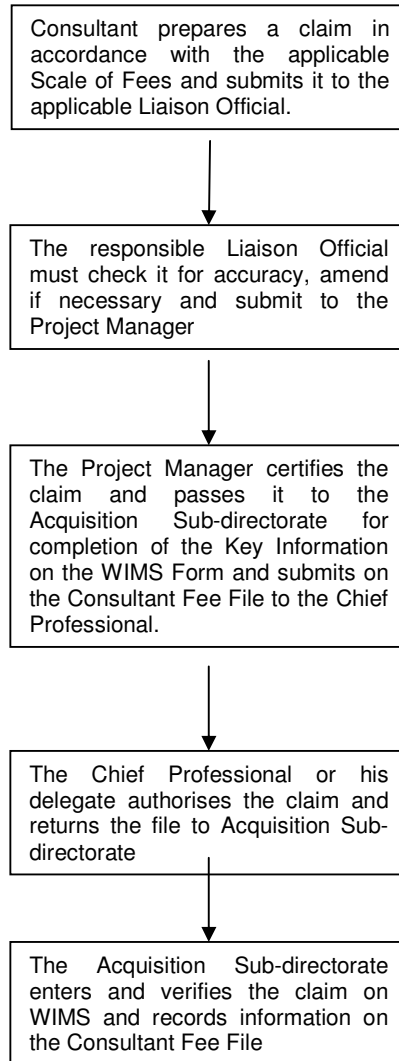 Consultant prepares a claim in
accordance with the applicable
Scale of Fees and submits it to the
applicable Liaison Official.
The responsible Liaison Official
must check it for accuracy, amend
if necessary and submit to the
Project Manager
The Project Manager certifies the
claim and passes it to the
Acquisition Sub-directorate for
completion of the Key Information
on the WIMS Form and submits on
the Consultant Fee File to the Chief
Professional.
The Chief Professional or his
delegate authorises the claim and
returns the file to Acquisition Sub-
directorate
The Acquisition Sub-directorate
enters and verifies the claim on
WIMS and records information on
the Consultant Fee File